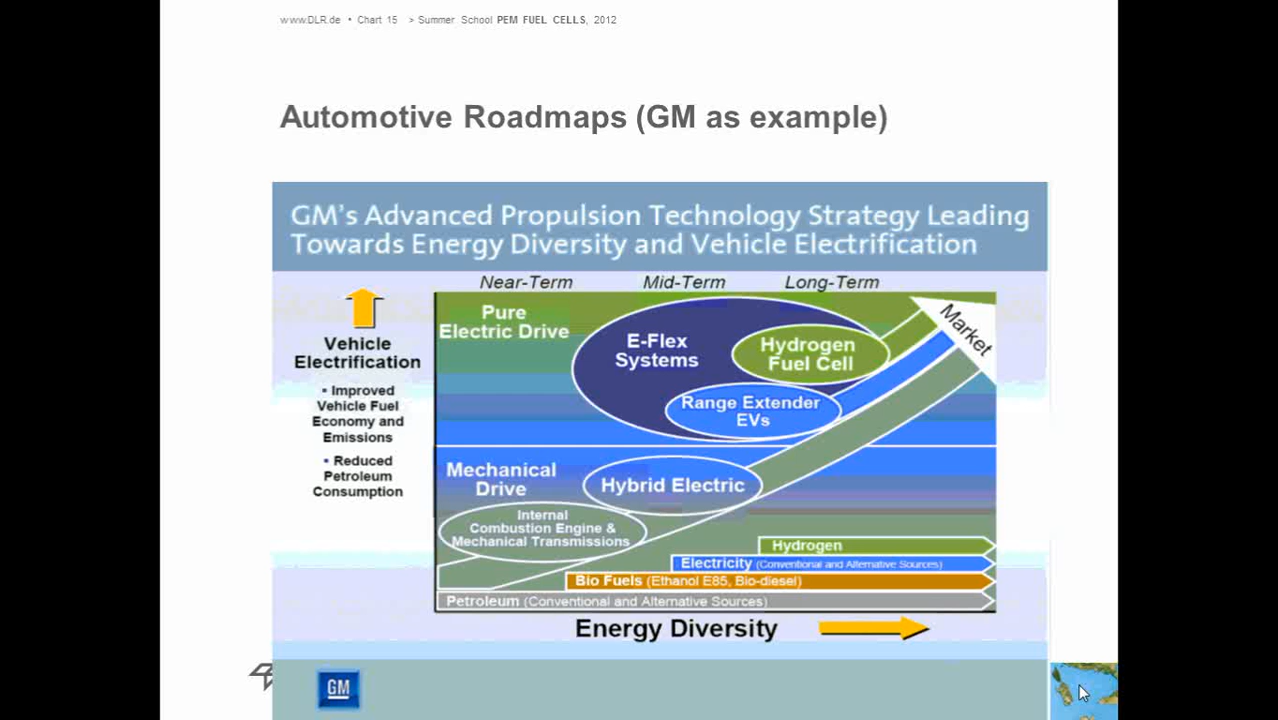 www.DLR.de • Chart 15 > Summer School PEM FUEL CELLS, 2012
Automotive Roadmaps (GM as example)
GM's Advanced Propulsion Technology Strategy Leading
Towards Energy Diversity and Vehicle Electrification
Near-Term Mid-Term Long-Term
Vehicle
Electrification
• Improved
Vehicle Fuel
Economy and
Emissions
• Reduced
Petroleum
Consumption
Pure
Electric Drive
E-Flex
Systems
Hydrogen
Fuel Cell
Market
Range Extender
EVs
Mechanical
Drive
Hybrid Electric
Internal
Combustion Engine &
Mechanical Transmissions
Hydrogen
Electricity (Conventional and Alternative Sources)
Bio Fuels (Ethanol E85, Bio-diesel)
Petroleum (Conventional and Alternative Sources)
Energy Diversity
GM